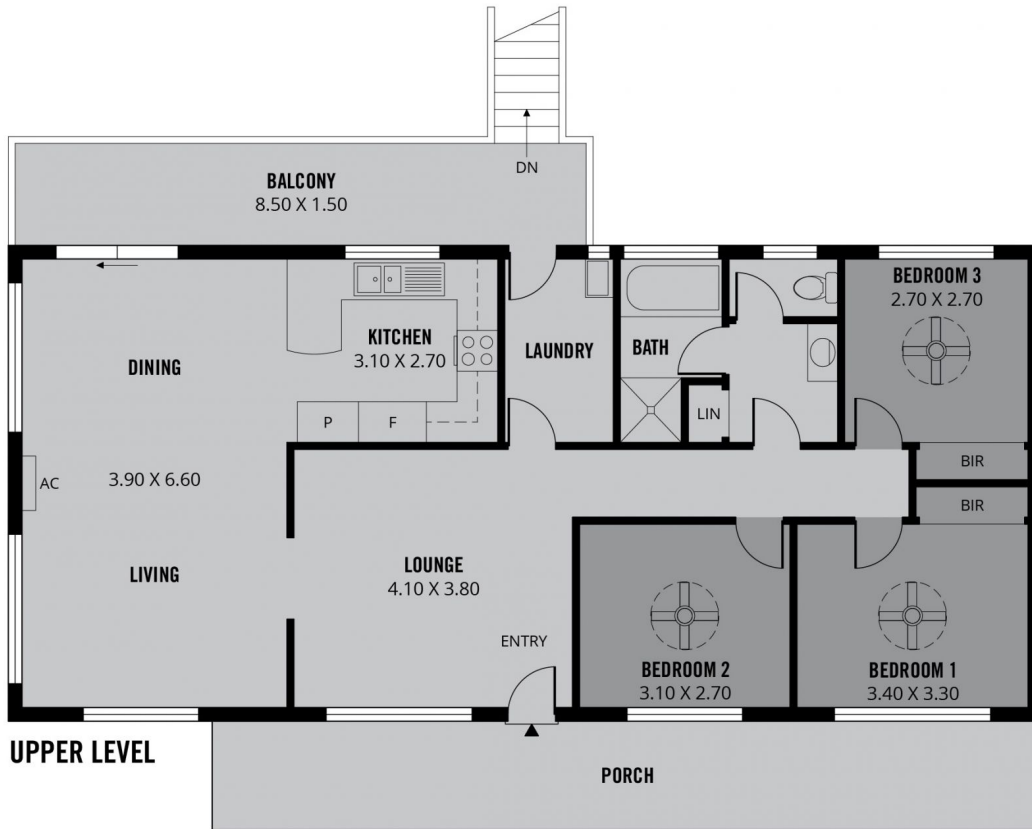 DN
BALCONY
8.50 X 1.50
BEDROOM 3
2.70 X 2.70
KITCHEN
3.10 X 2.70
LAUNDRY
BATH
DINING
P
F
LIN
BIR
AC
3.90 X 6.60
BIR
LIVING
LOUNGE
4.10 X 3.80
ENTRY
BEDROOM 2
3.10 X 2.70
BEDROOM 1
3.40 X 3.30
UPPER LEVEL
PORCH